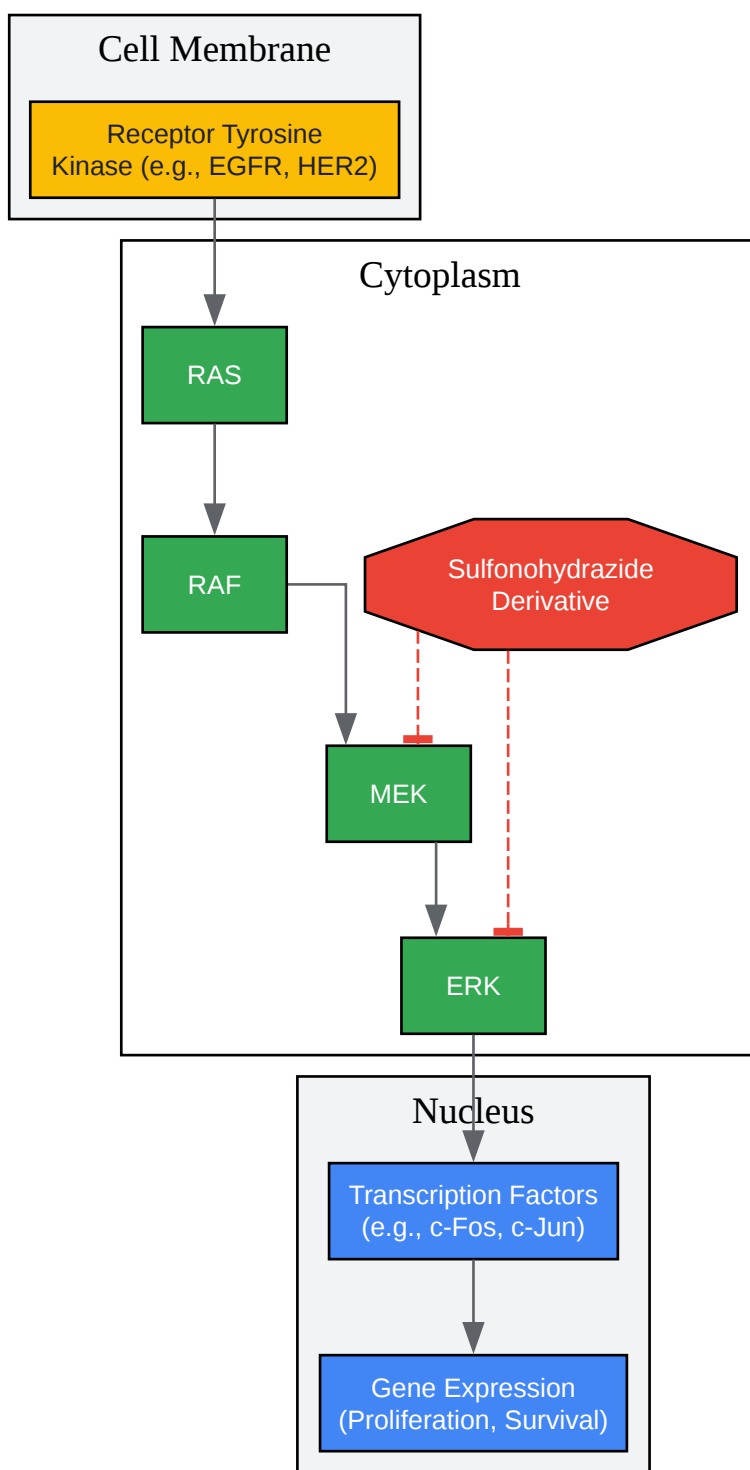 Cell Membrane
Receptor Tyrosine
Kinase (e.g., EGFR, HER2)
Cytoplasm
RAS
RAF
Sulfonohydrazide
Derivative
MEK
ERK
Nucleus
Transcription Factors
(e.g., c-Fos, c-Jun)
Gene Expression
(Proliferation, Survival)